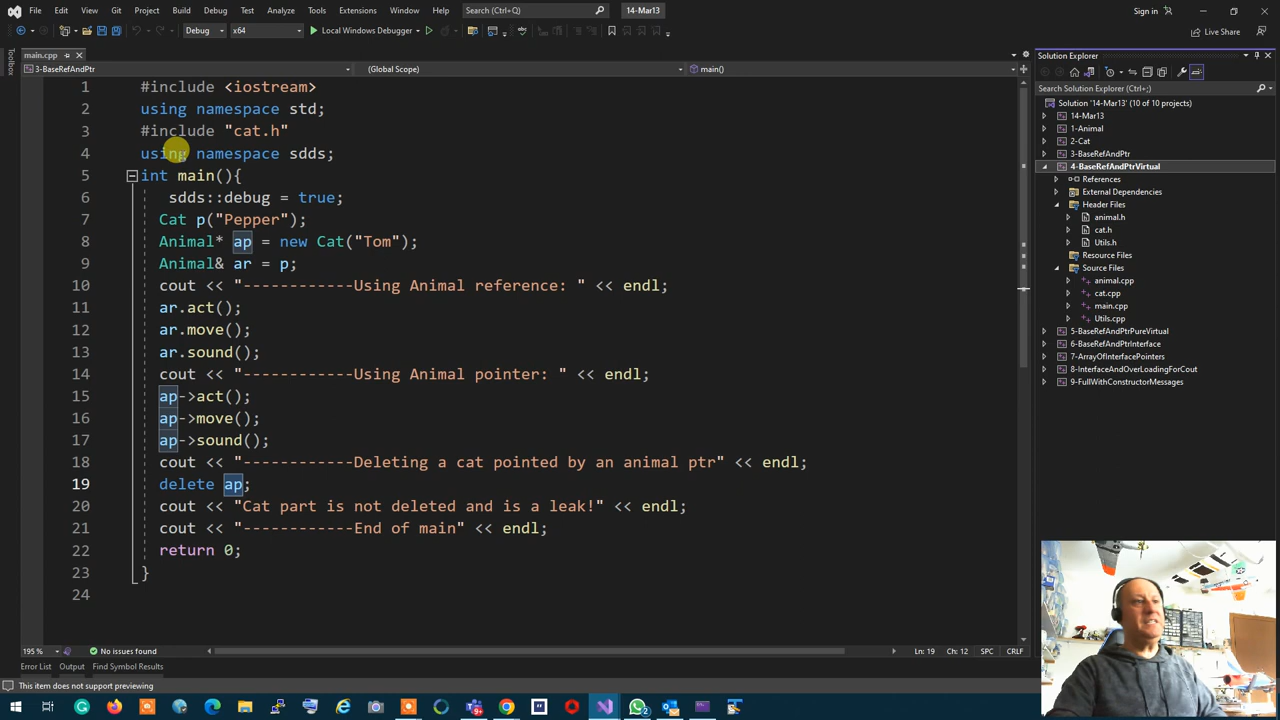 File Edit View Git Project Build Debug Test Analyze Tools Extensions Window Help Search (Ctrl+Q) 14-Mar13 Sign in
Debug x64 Local Windows Debugger Live Share
Toolbox
main.cpp
3-BaseRefAndPtr (Global Scope) main()
1 #include <iostream>
2 using namespace std;
3 #include "cat.h"
4 using namespace sdds;
5 int main(){
6 sdds::debug = true;
7 Cat p("Pepper");
8 Animal* ap = new Cat("Tom");
9 Animal& ar = p;
10 cout << "------------Using Animal reference: " << endl;
11 ar.act();
12 ar.move();
13 ar.sound();
14 cout << "------------Using Animal pointer: " << endl;
15 ap->act();
16 ap->move();
17 ap->sound();
18 cout << "------------Deleting a cat pointed by an animal ptr" << endl;
19 delete ap;
20 cout << "Cat part is not deleted and is a leak!" << endl;
21 cout << "------------End of main" << endl;
22 return 0;
23 }
24
195 % No issues found Ln: 19 Ch: 12 SPC CRLF
Error List Output Find Symbol Results
This item does not support previewing
Solution Explorer
Search Solution Explorer (Ctrl+;)
Solution '14-Mar13' (10 of 10 projects)
14-Mar13
1-Animal
2-Cat
3-BaseRefAndPtr
4-BaseRefAndPtrVirtual
References
External Dependencies
Header Files
animal.h
cat.h
Utils.h
Resource Files
Source Files
animal.cpp
cat.cpp
main.cpp
Utils.cpp
5-BaseRefAndPtrPureVirtual
6-BaseRefAndPtrInterface
7-ArrayOfInterfacePointers
8-InterfaceAndOverLoadingForCout
9-FullWithConstructorMessages